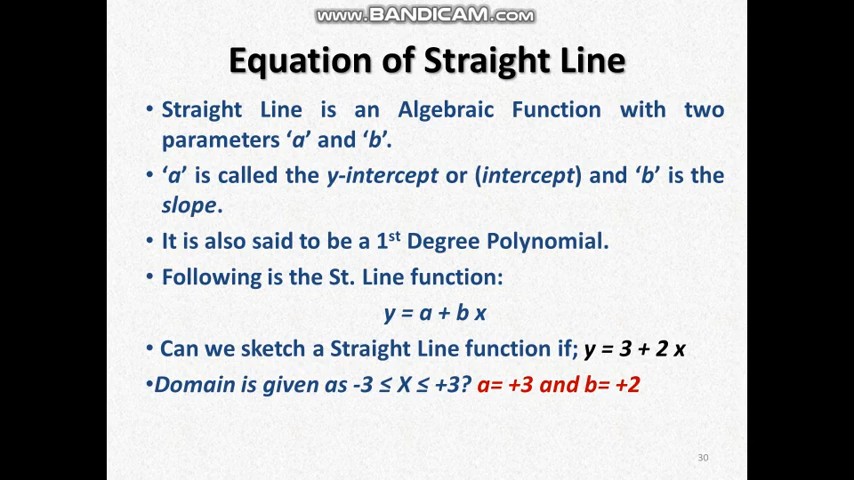 www.BANDICAM.com
Equation of Straight Line
• Straight Line is an Algebraic Function with two
parameters ‘a’ and ‘b’.
• ‘a’ is called the y-intercept or (intercept) and ‘b’ is the
slope.
• It is also said to be a 1st Degree Polynomial.
• Following is the St. Line function:
y = a + b x
• Can we sketch a Straight Line function if; y = 3 + 2 x
•Domain is given as -3 ≤ X ≤ +3? a= +3 and b= +2
30